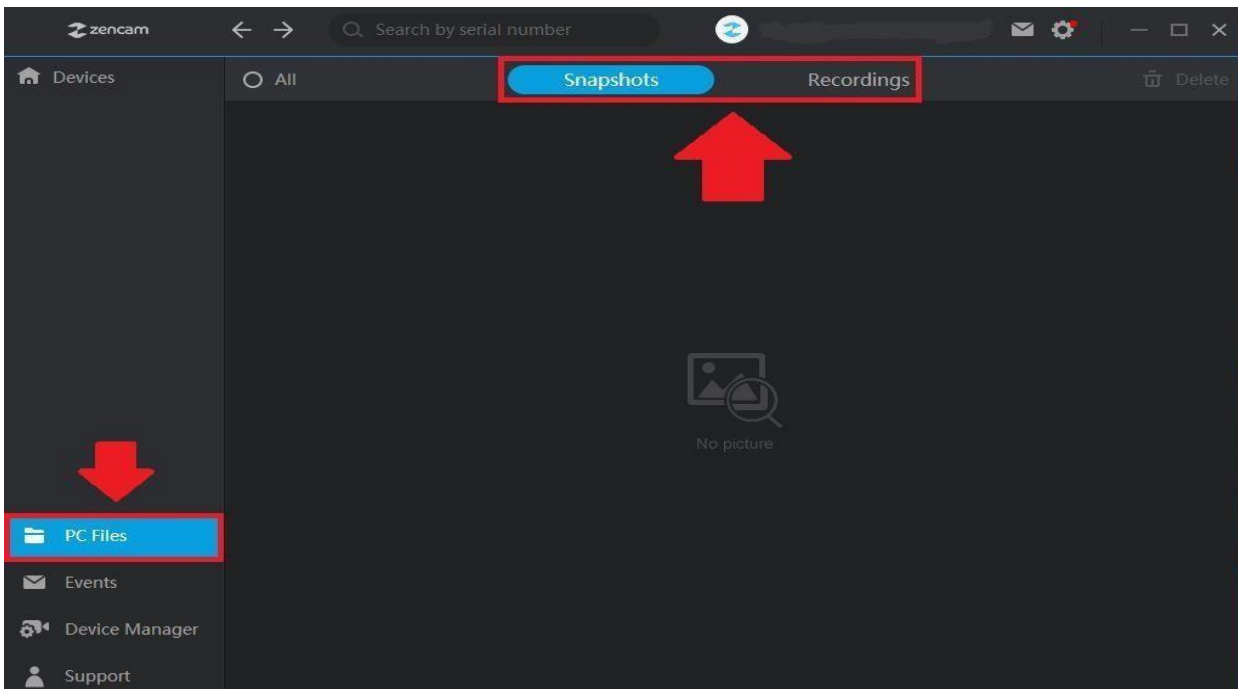 zencam
Search by serial number
Devices
All
Snapshots
Recordings
Delete
No picture
PC Files
Events
Device Manager
Support